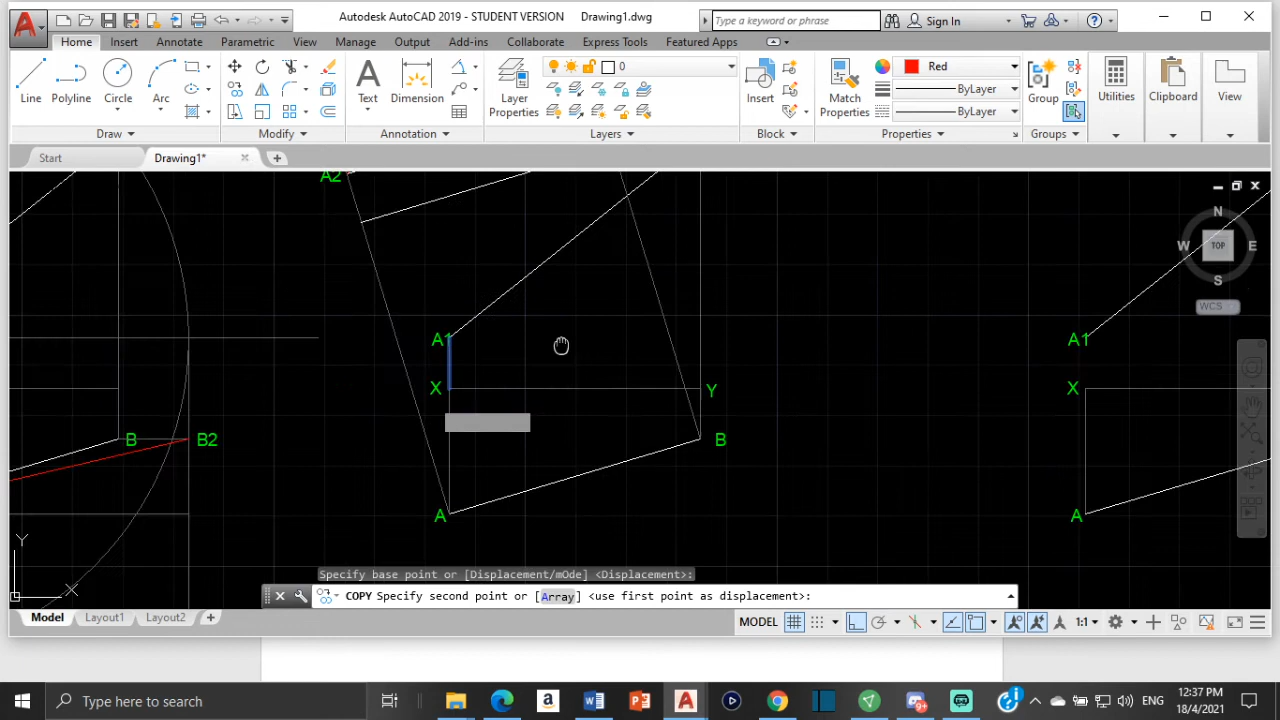 Autodesk AutoCAD 2019 - STUDENT VERSION Drawing1.dwg
Type a keyword or phrase
Sign In
Home Insert Annotate Parametric View Manage Output Add-ins Collaborate Express Tools Featured Apps
0
Red
Line Polyline Circle Arc
Text Dimension
Layer Properties
Insert
Match Properties
ByLayer
ByLayer
Group
Utilities
Clipboard
View
Draw Modify Annotation Layers Block Properties Groups
Start Drawing1*
A2
N
W TOP E
S
WCS
A1
A1
X
Y
X
B B2
B
A
A
Y
X
Specify base point or [Displacement/mOde] <Displacement>:
COPY Specify second point or [Array] <use first point as displacement>:
Model Layout1 Layout2
MODEL
1:1
Type here to search
ENG
12:37 PM
18/4/2021